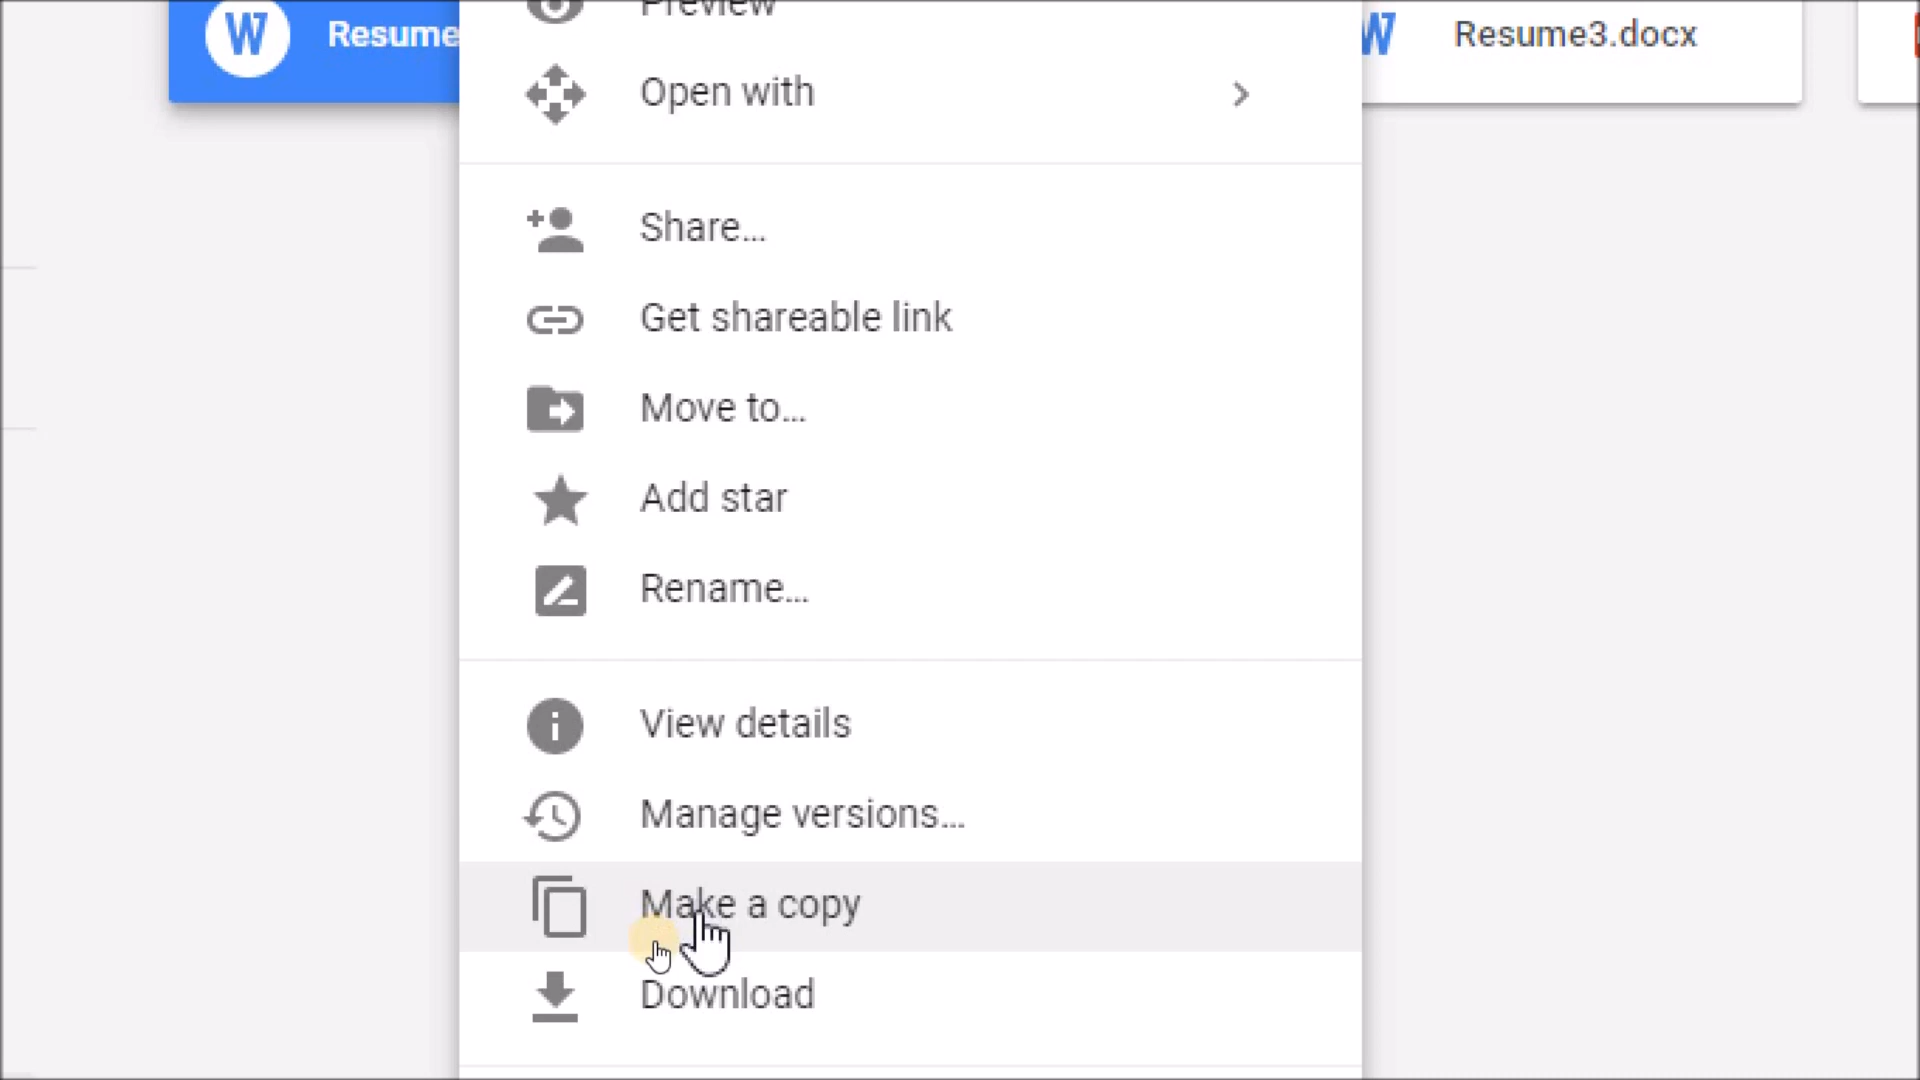 Preview
W Resume
W Resume3.docx
Open with
Share...
Get shareable link
Move to...
Add star
Rename...
View details
Manage versions...
Make a copy
Download